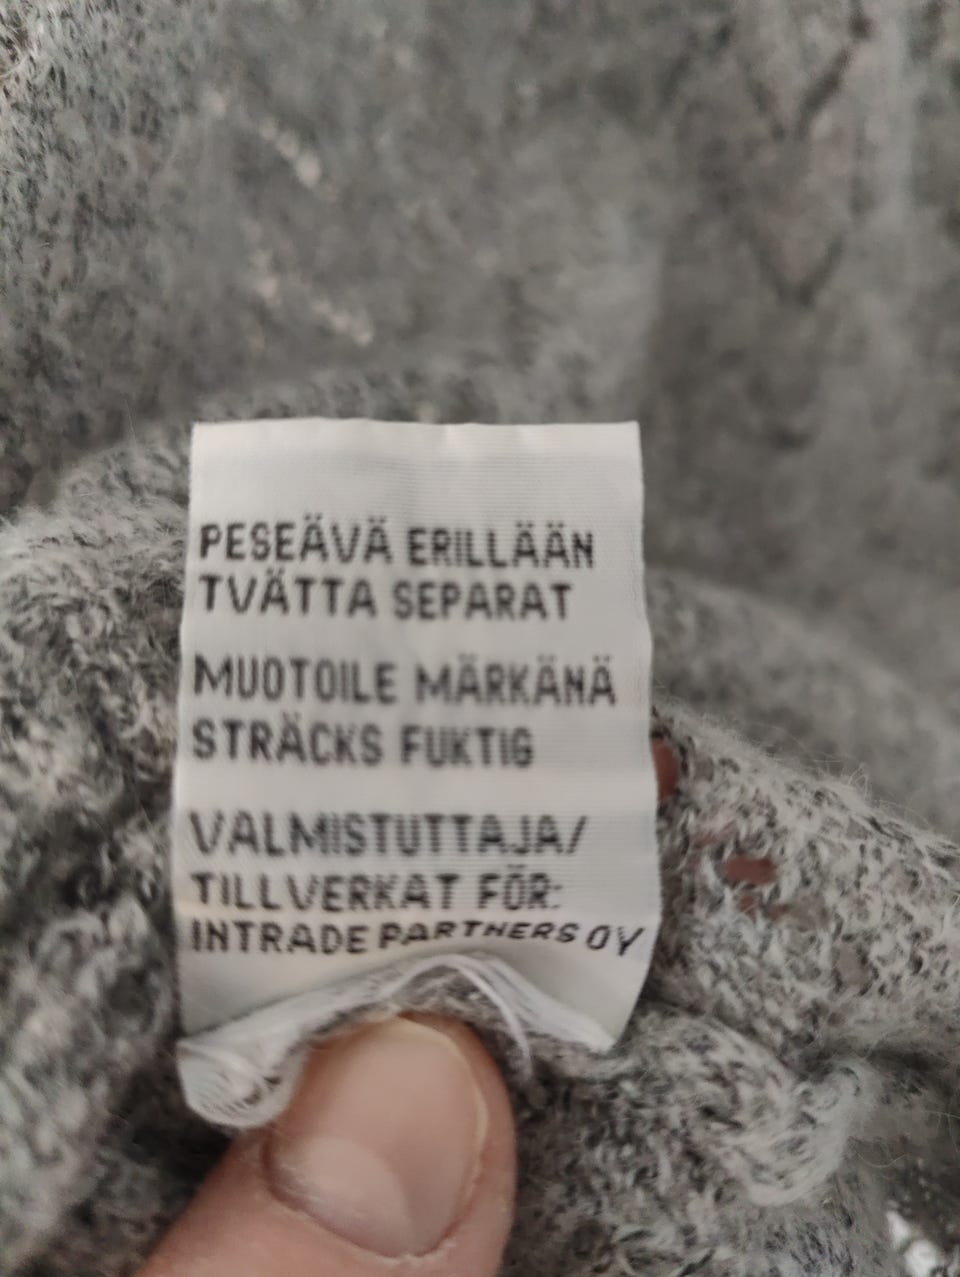 PESEÄVÄ ERILLÄÄN
TVÄTTA SEPARAT
MUOTOILE MÄRKÄNÄ
STRÄCKS FUKTIG
VALMISTUTTAJA/
TILLVERKAT FÖR:
INTRADE PARTNERS OY